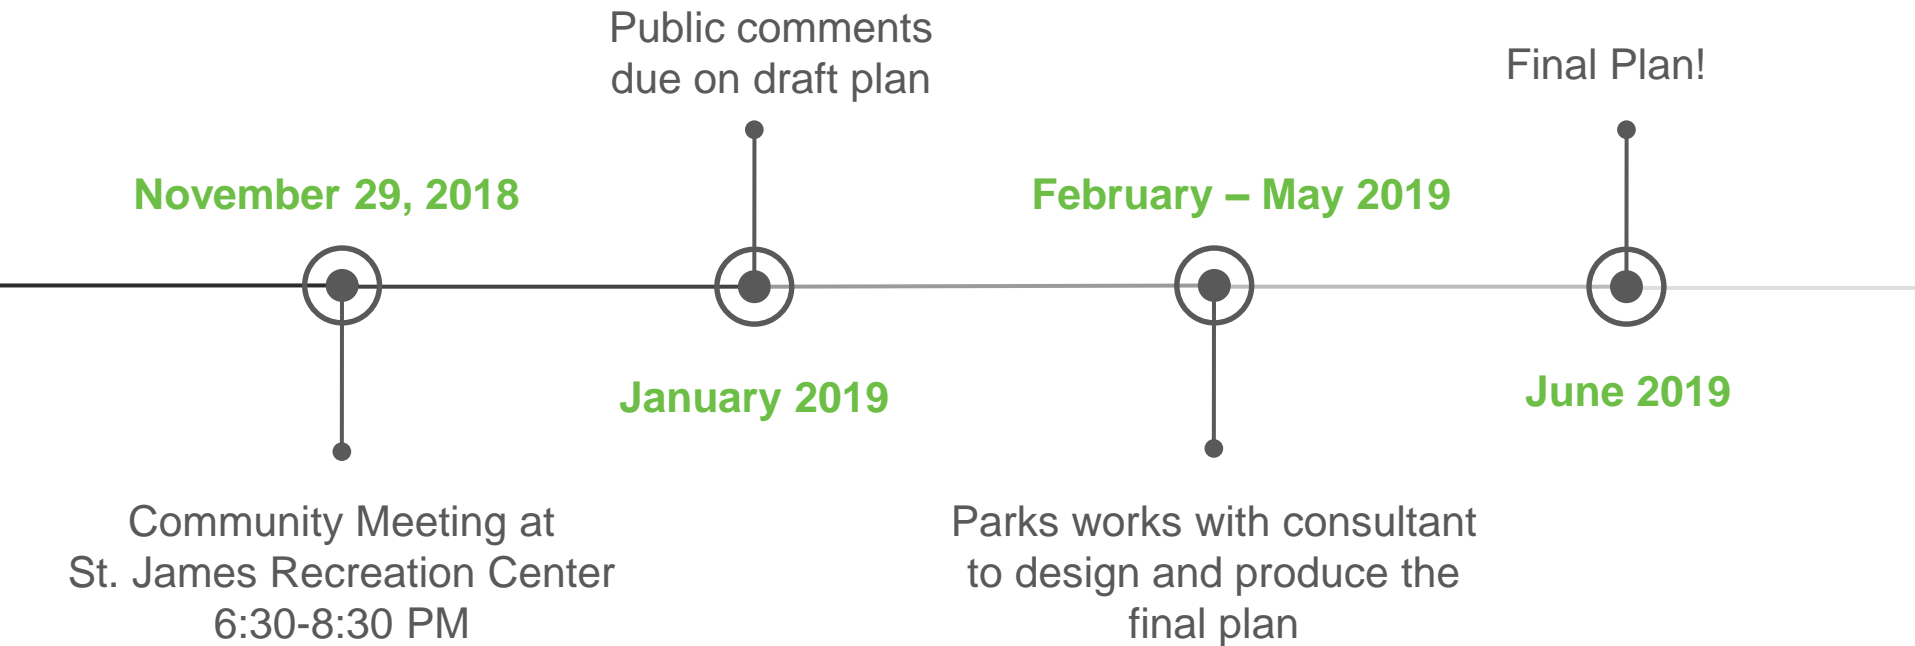 November 29, 2018
Community Meeting at
St. James Recreation Center
6:30-8:30 PM
Public comments
due on draft plan
January 2019
February – May 2019
Parks works with consultant
to design and produce the
final plan
Final Plan!
June 2019